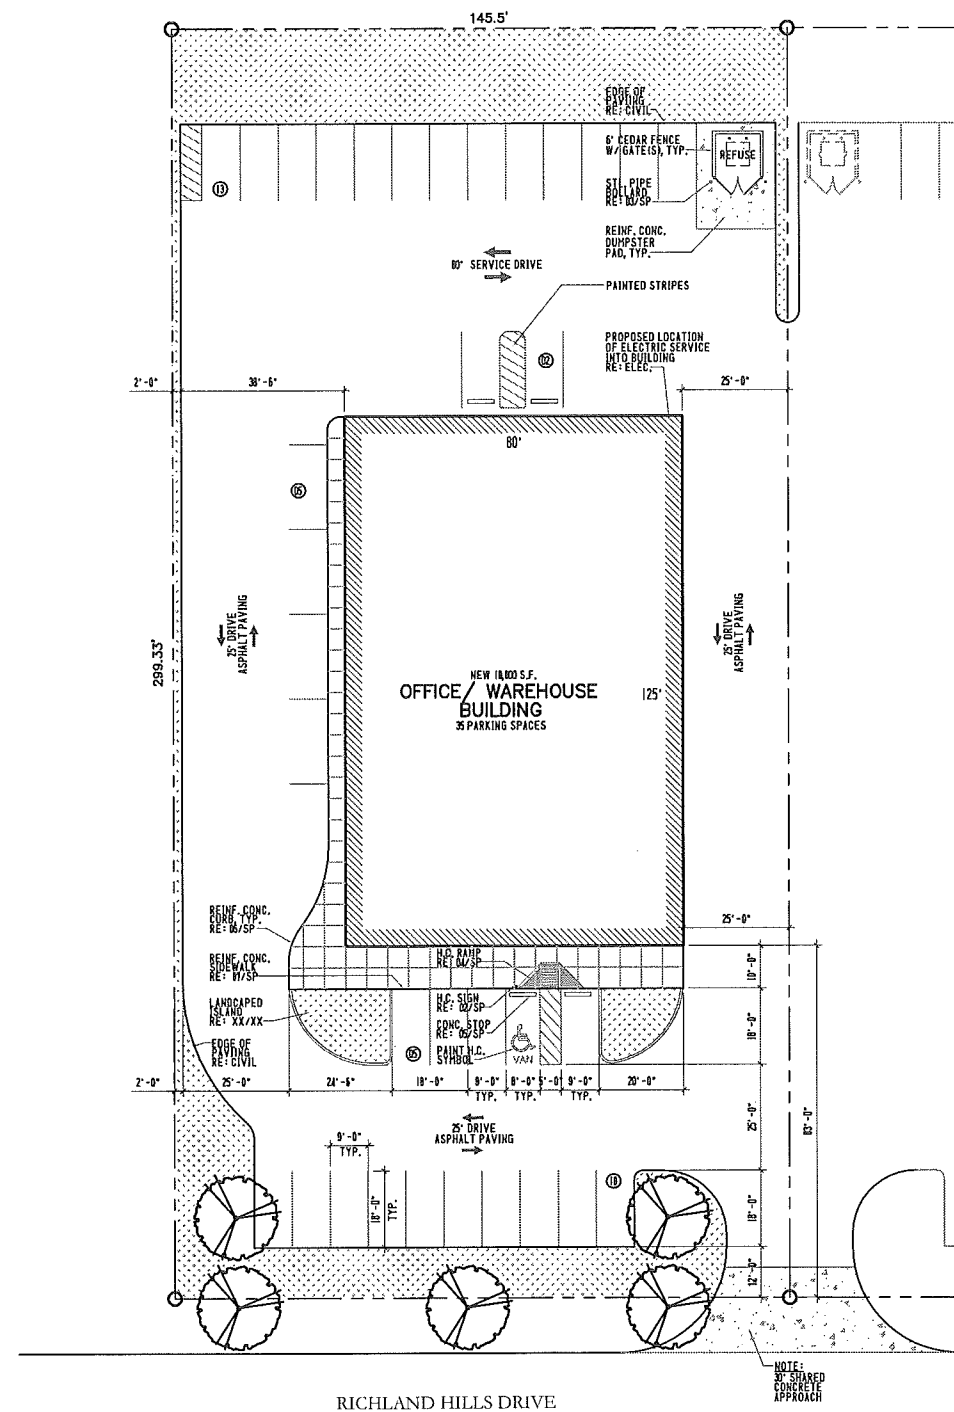 145.5'
EDGE OF
PAVING
RE: CIVIL
6' CEDAR FENCE
W/ GATE(S), TYP.
REFUSE
ST. PIPE
BOLLARD
RE: 03/SP
13
REINF. CONC.
DUMPSTER
PAD, TYP.
80' SERVICE DRIVE
PAINTED STRIPES
PROPOSED LOCATION
OF ELECTRIC SERVICE
INTO BUILDING
RE: ELEC.
02
2'-0"
38'-6"
25'-0"
80'
05
299.33'
25' DRIVE
ASPHALT PAVING
25' DRIVE
ASPHALT PAVING
NEW 10,000 S.F.
OFFICE/ WAREHOUSE
BUILDING
35 PARKING SPACES
125'
25'-0"
REINF. CONC.
CURB, TYP.
RE: 06/SP
REINF. CONC.
SIDEWALK
RE: 01/SP
LANDSCAPED
ISLAND
RE: XX/XX
EDGE OF
PAVING
RE: CIVIL
H.C. RAMP
RE: 04/SP
H.C. SIGN
RE: 02/SP
CONC. STOP
RE: 05/SP
PAINT H.C.
SYMBOL
VAN
05
10'-0"
18'-0"
2'-0"
25'-0"
24'-6"
18'-0"
9'-0"
TYP.
8'-0"
TYP.
5'-0"
9'-0"
TYP.
20'-0"
25'-0"
83'-0"
25' DRIVE
ASPHALT PAVING
9'-0"
TYP.
18'-0"
TYP.
10
18'-0"
12'-0"
NOTE:
30' SHARED
CONCRETE
APPROACH
RICHLAND HILLS DRIVE